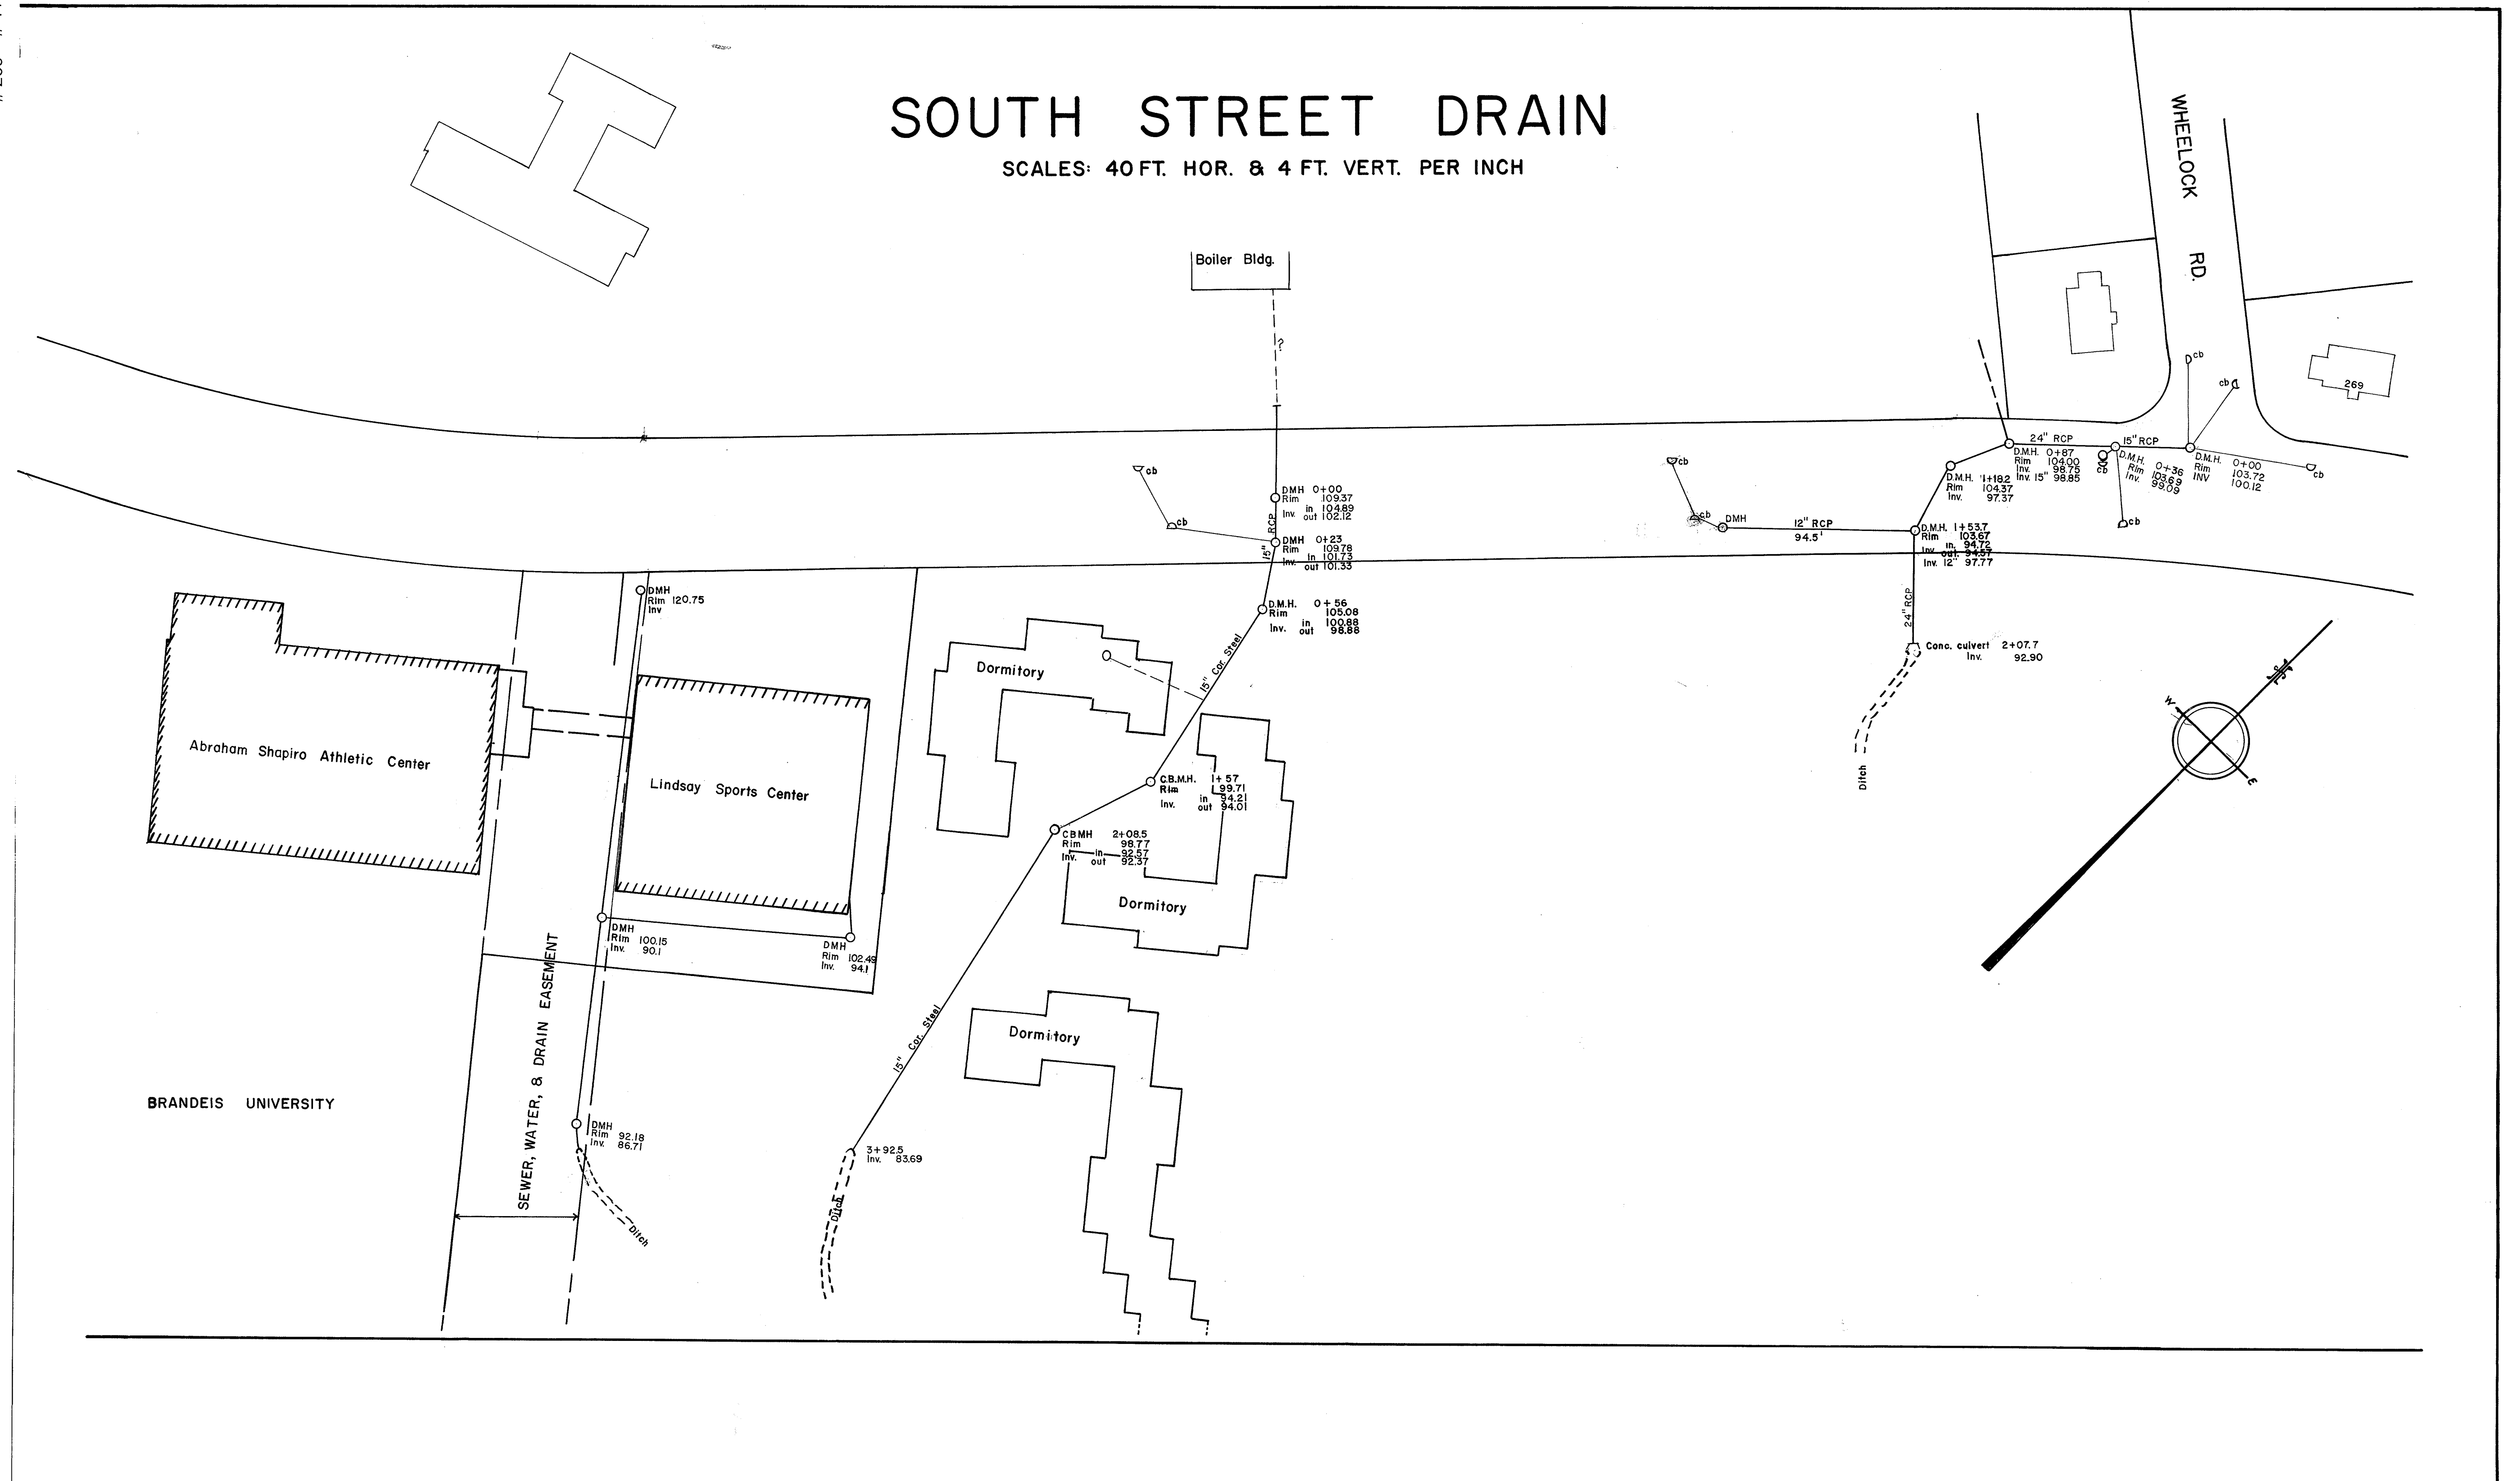 SOUTH STREET DRAIN
SCALES: 40 FT. HOR. & 4 FT. VERT. PER INCH
WHEELOCK RD.
Boiler Bldg.
?
269
cb
cb
cb
cb
cb
24" RCP
15" RCP
D.M.H. 0+87
Rim 104.00
Inv. 98.75
Inv. 15" 98.85
D.M.H. 0+36
Rim 103.69
Inv. 99.09
D.M.H. 0+00
Rim 103.72
INV 100.12
D.M.H. 1+18.2
Rim 104.37
Inv. 97.37
cb
cb
DMH
12" RCP
94.5'
D.M.H. 1+53.7
Rim 103.67
Inv. in. 94.72
out. 94.57
Inv. 12" 97.77
24" RCP
Conc. culvert 2+07.7
Inv. 92.90
Ditch
W
E
cb
cb
DMH 0+00
Rim 109.37
Inv. in 104.89
out 102.12
15" RCP
DMH 0+23
Rim 109.78
Inv. in 101.73
out 101.33
D.M.H. 0+56
Rim 105.08
Inv. in 100.88
out 98.88
15" Cor. Steel
Dormitory
C.B.M.H. 1+57
Rim 99.71
Inv. in 94.21
out 94.01
CBMH 2+08.5
Rim 98.77
Inv. in 92.57
out 92.37
Dormitory
15" Cor. Steel
Dormitory
3+92.5
Inv. 83.69
Ditch
DMH
Rim 120.75
Inv
Abraham Shapiro Athletic Center
Lindsay Sports Center
DMH
Rim 100.15
Inv. 90.1
DMH
Rim 102.49
Inv. 94.1
SEWER, WATER, & DRAIN EASEMENT
BRANDEIS UNIVERSITY
DMH
Rim 92.18
Inv. 86.71
Ditch